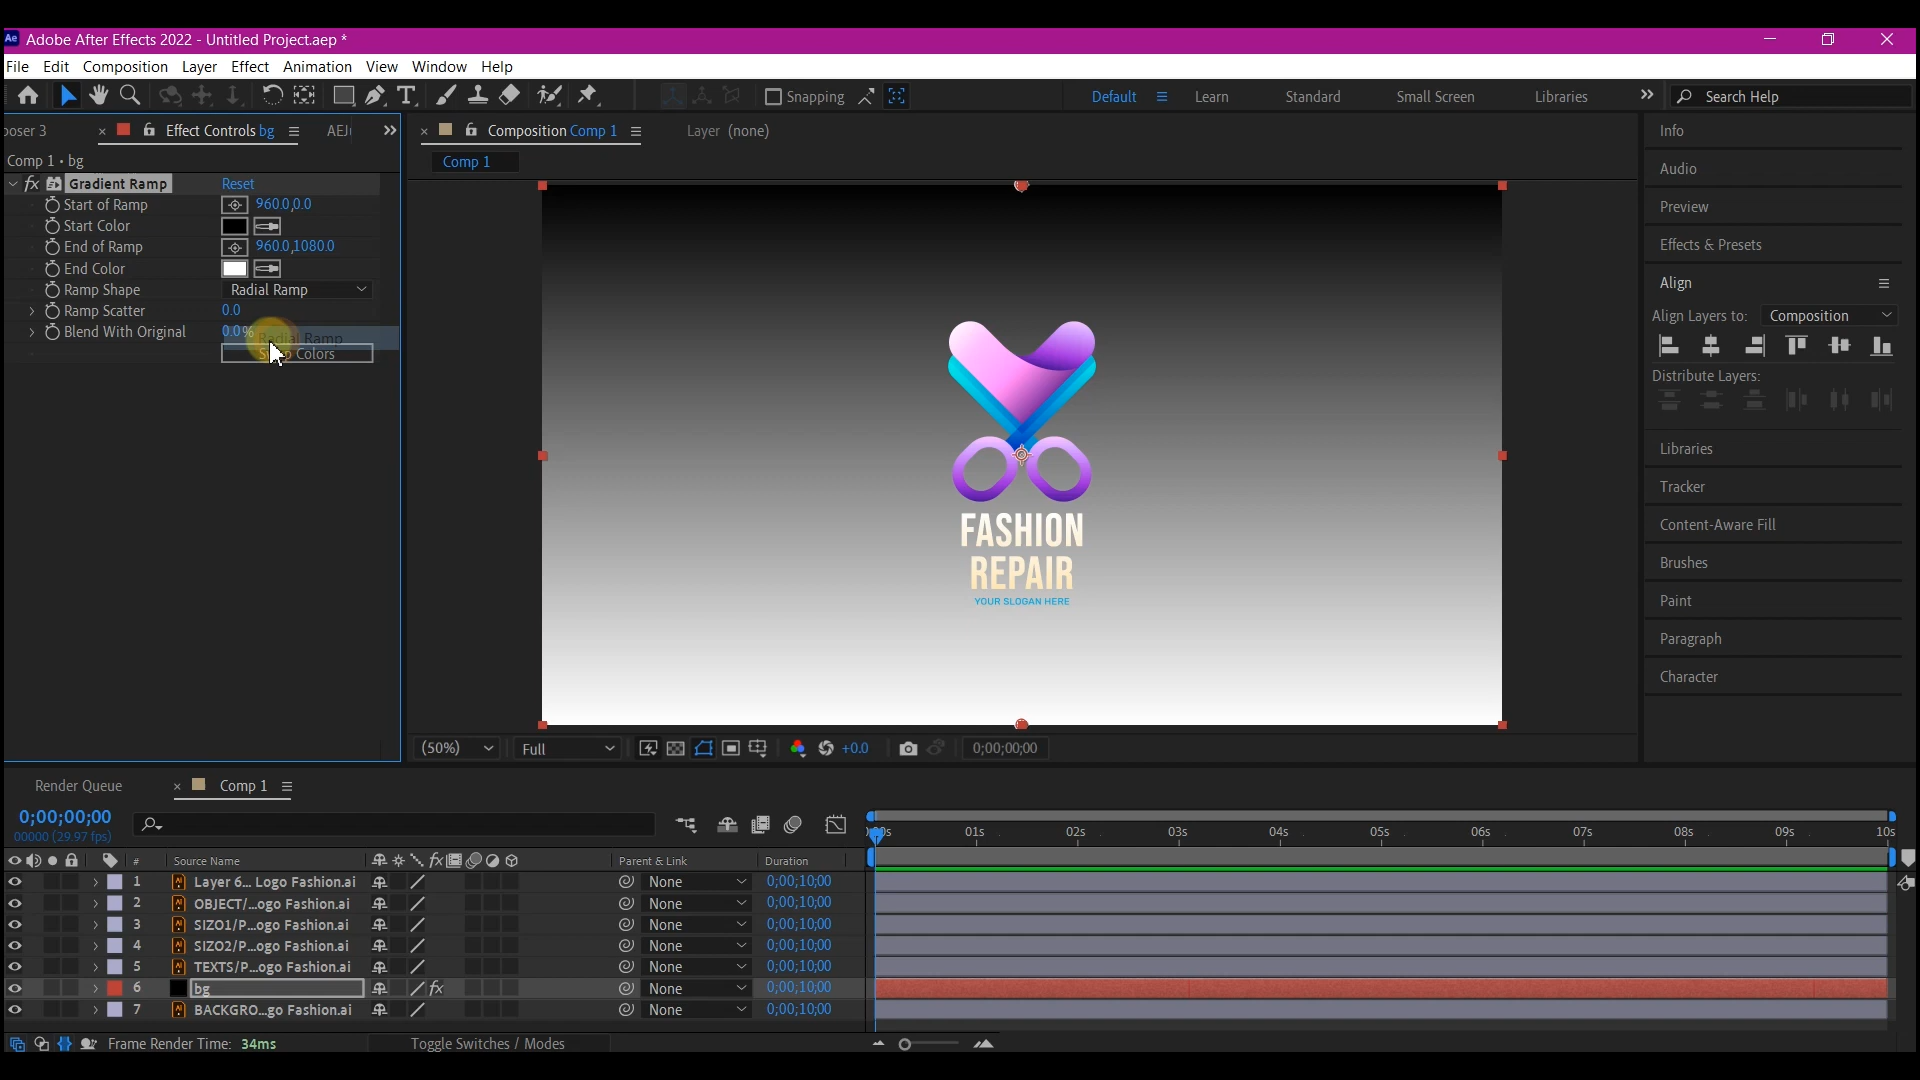 Ae Adobe After Effects 2022 - Untitled Project.aep *
File Edit Composition Layer Effect Animation View Window Help
Snapping Default Learn Standard Small Screen Libraries Search Help
poser 3 × Effect Controls bg
× Composition Comp 1 Layer (none)
Info
Comp 1 • bg
Comp 1
Audio
fx Gradient Ramp Reset
Start of Ramp 960.0,0.0
Preview
Start Color
End of Ramp 960.0,1080.0
Effects & Presets
End Color
Ramp Shape Radial Ramp
Align
Ramp Scatter 0.0
Align Layers to: Composition
Blend With Original 0.0%
Radial Ramp
Colors
Distribute Layers:
Libraries
Tracker
Content-Aware Fill
Brushes
Paint
Paragraph
Character
FASHION
REPAIR
YOUR SLOGAN HERE
(50%) Full +0.0 0;00;00;00
Render Queue × Comp 1
0;00;00;00
00000 (29.97 fps)
01s 02s 03s 04s 05s 06s 07s 08s 09s 10s
# Source Name fx Parent & Link Duration
1 Layer 6... Logo Fashion.ai None 0;00;10;00
2 OBJECT/...ogo Fashion.ai None 0;00;10;00
3 SIZO1/P...ogo Fashion.ai None 0;00;10;00
4 SIZO2/P...ogo Fashion.ai None 0;00;10;00
5 TEXTS/P...ogo Fashion.ai None 0;00;10;00
6 bg fx None 0;00;10;00
7 BACKGRO...go Fashion.ai None 0;00;10;00
Frame Render Time: 34ms Toggle Switches / Modes